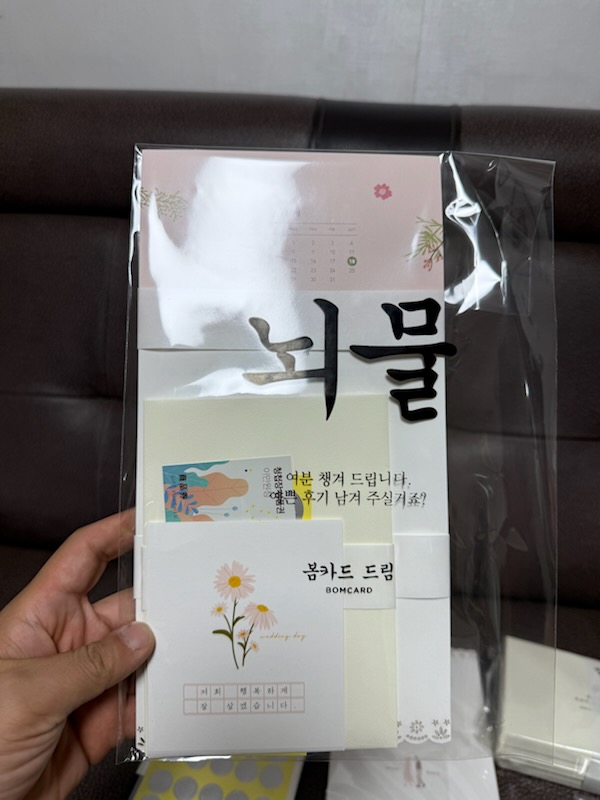 뇌물
여분 챙겨 드립니다.
예쁜 후기 남겨 주실거죠?
봄카드 드림
BOMCARD
wedding day
저희 행복하게
잘 살겠습니다.